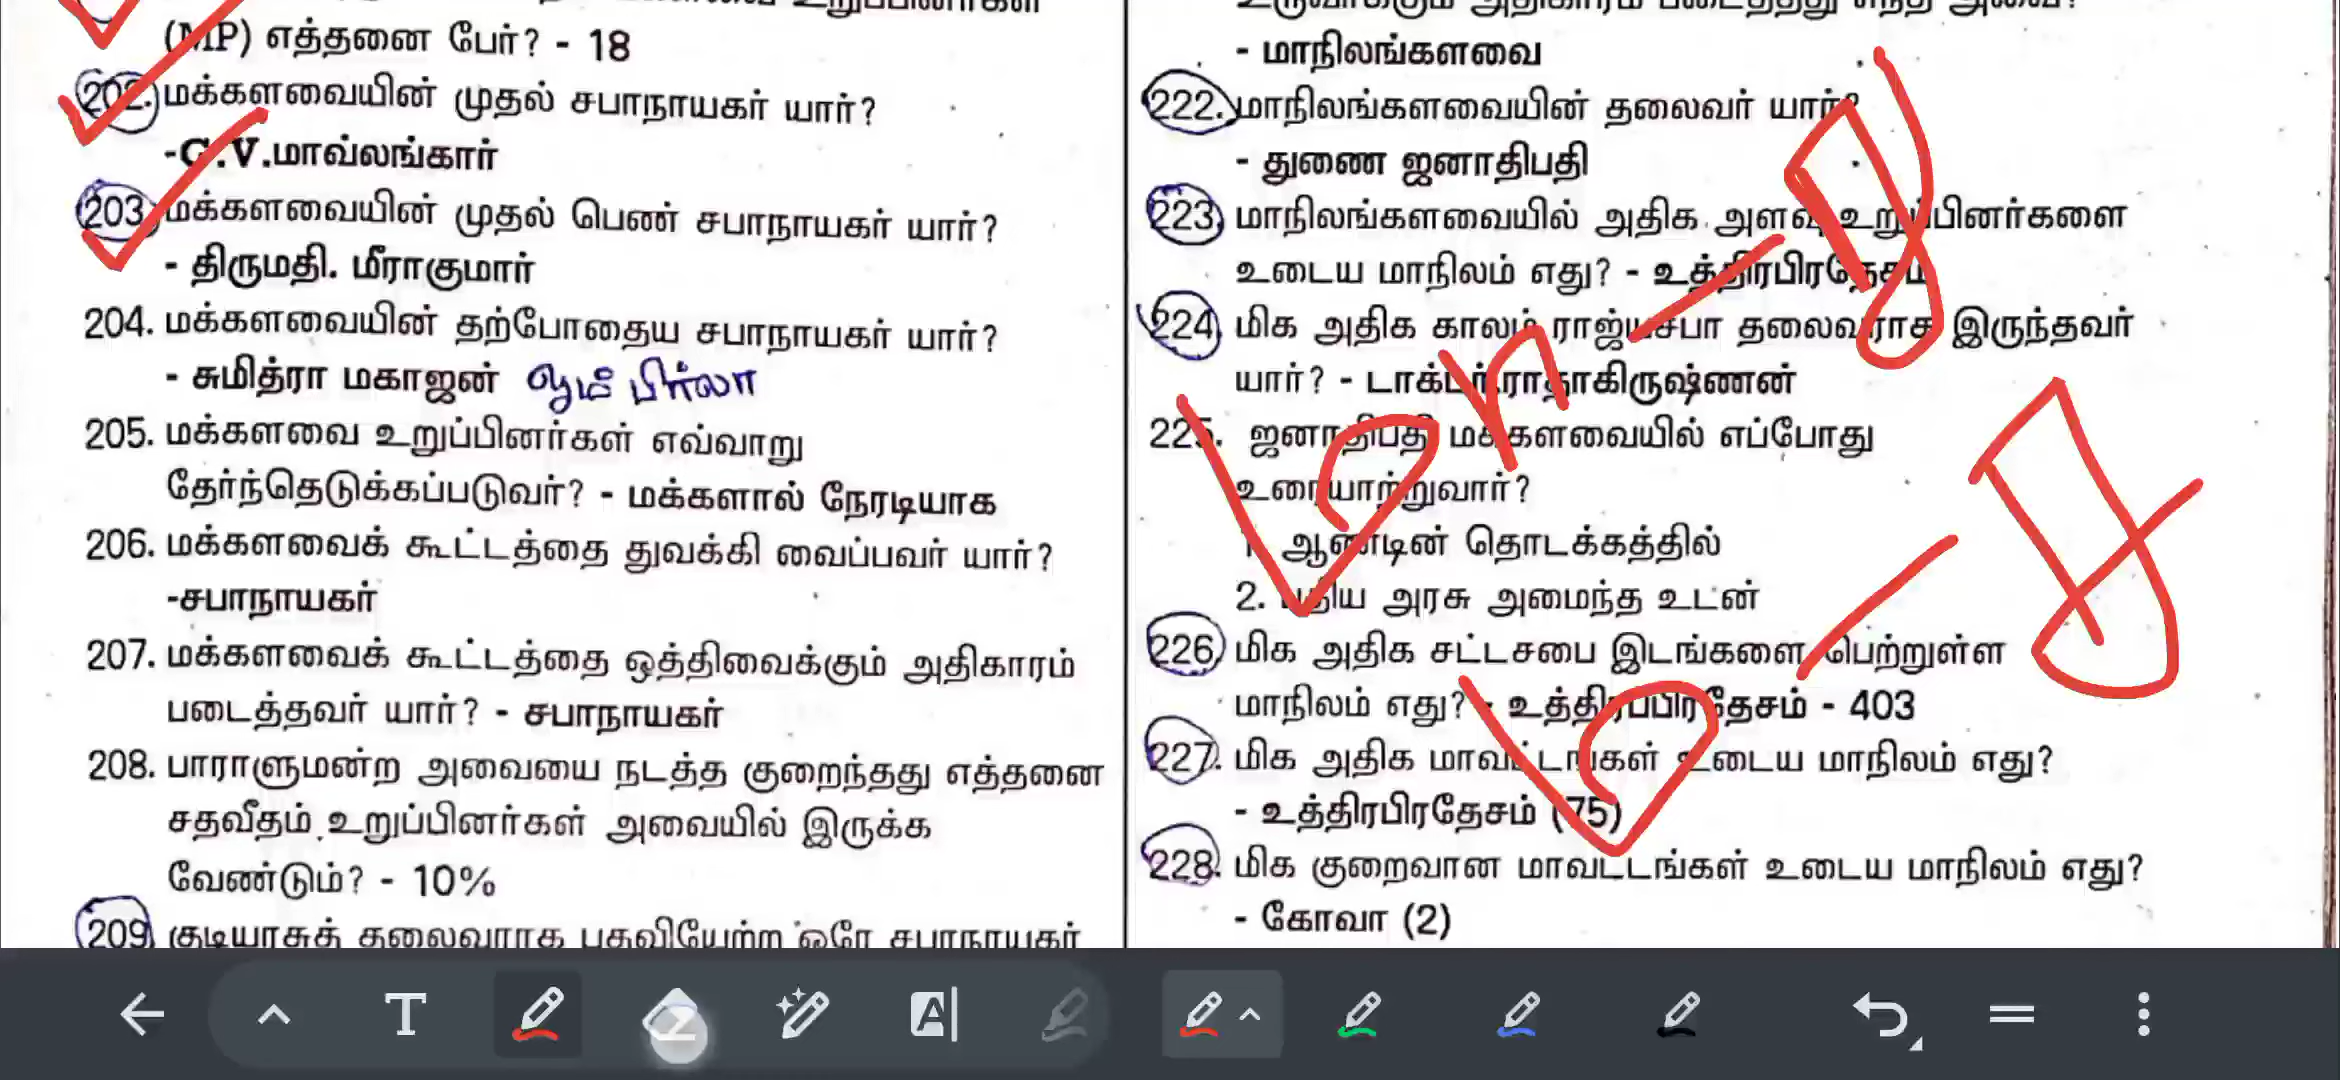 (MP) எத்தனை பேர்? - 18
202. மக்களவையின் முதல் சபாநாயகர் யார்?
-G.V.மாவ்லங்கார்
203. மக்களவையின் முதல் பெண் சபாநாயகர் யார்?
- திருமதி. மீராகுமார்
204. மக்களவையின் தற்போதைய சபாநாயகர் யார்?
- சுமித்ரா மகாஜன் ஓம் பிர்லா
205. மக்களவை உறுப்பினர்கள் எவ்வாறு
தேர்ந்தெடுக்கப்படுவர்? - மக்களால் நேரடியாக
206. மக்களவைக் கூட்டத்தை துவக்கி வைப்பவர் யார்?
-சபாநாயகர்
207. மக்களவைக் கூட்டத்தை ஒத்திவைக்கும் அதிகாரம்
படைத்தவர் யார்? - சபாநாயகர்
208. பாராளுமன்ற அவையை நடத்த குறைந்தது எத்தனை
சதவீதம் உறுப்பினர்கள் அவையில் இருக்க
வேண்டும்? - 10%
209 குடியரசுத் தலைவராக பதவியேற்ற ஒரே சபாநாயகர்
- மாநிலங்களவை
222. மாநிலங்களவையின் தலைவர் யார்?
- துணை ஜனாதிபதி
223. மாநிலங்களவையில் அதிக அளவு உறுப்பினர்களை
உடைய மாநிலம் எது? - உத்திரபிரதேசம்
224. மிக அதிக காலம் ராஜ்யசபா தலைவராக இருந்தவர்
யார்? - டாக்டர்.ராதாகிருஷ்ணன்
225. ஜனாதிபதி மக்களவையில் எப்போது
உரையாற்றுவார்?
1. ஆண்டின் தொடக்கத்தில்
2. புதிய அரசு அமைந்த உடன்
226. மிக அதிக சட்டசபை இடங்களை பெற்றுள்ள
மாநிலம் எது? - உத்திரப்பிரதேசம் - 403
227. மிக அதிக மாவட்டங்கள் உடைய மாநிலம் எது?
- உத்திரபிரதேசம் (75)
228. மிக குறைவான மாவட்டங்கள் உடைய மாநிலம் எது?
- கோவா (2)